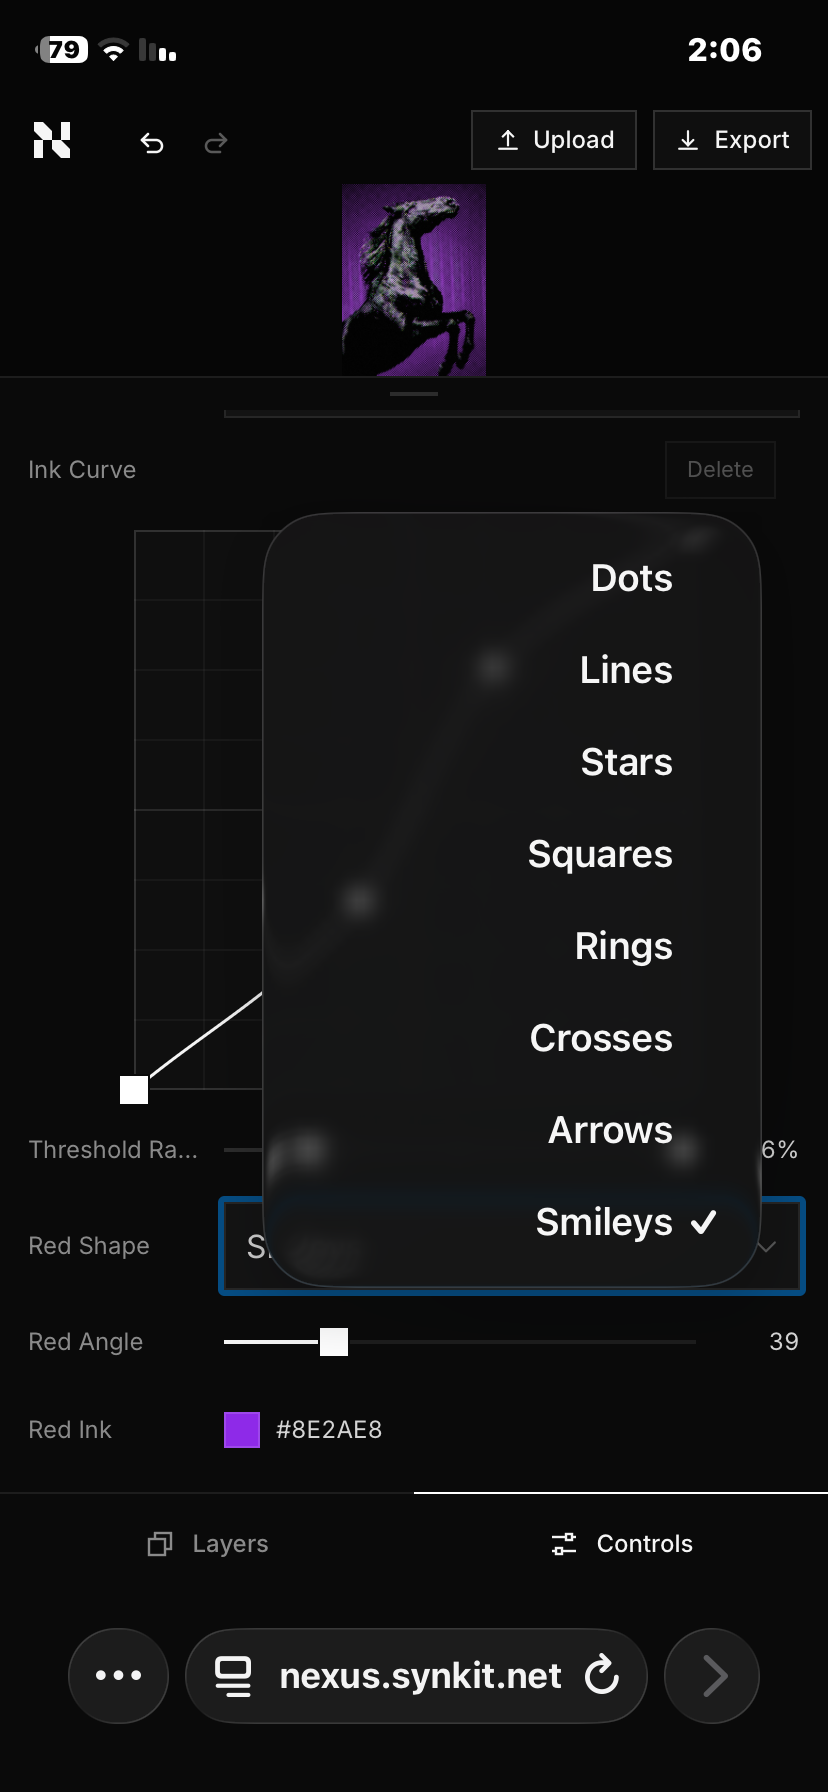 79
2:06
Upload
Export
Ink Curve
Delete
Dots
Lines
Stars
Squares
Rings
Crosses
Arrows
Smileys
Threshold Ra...
6%
Red Shape
Red Angle
39
Red Ink
#8E2AE8
Layers
Controls
nexus.synkit.net